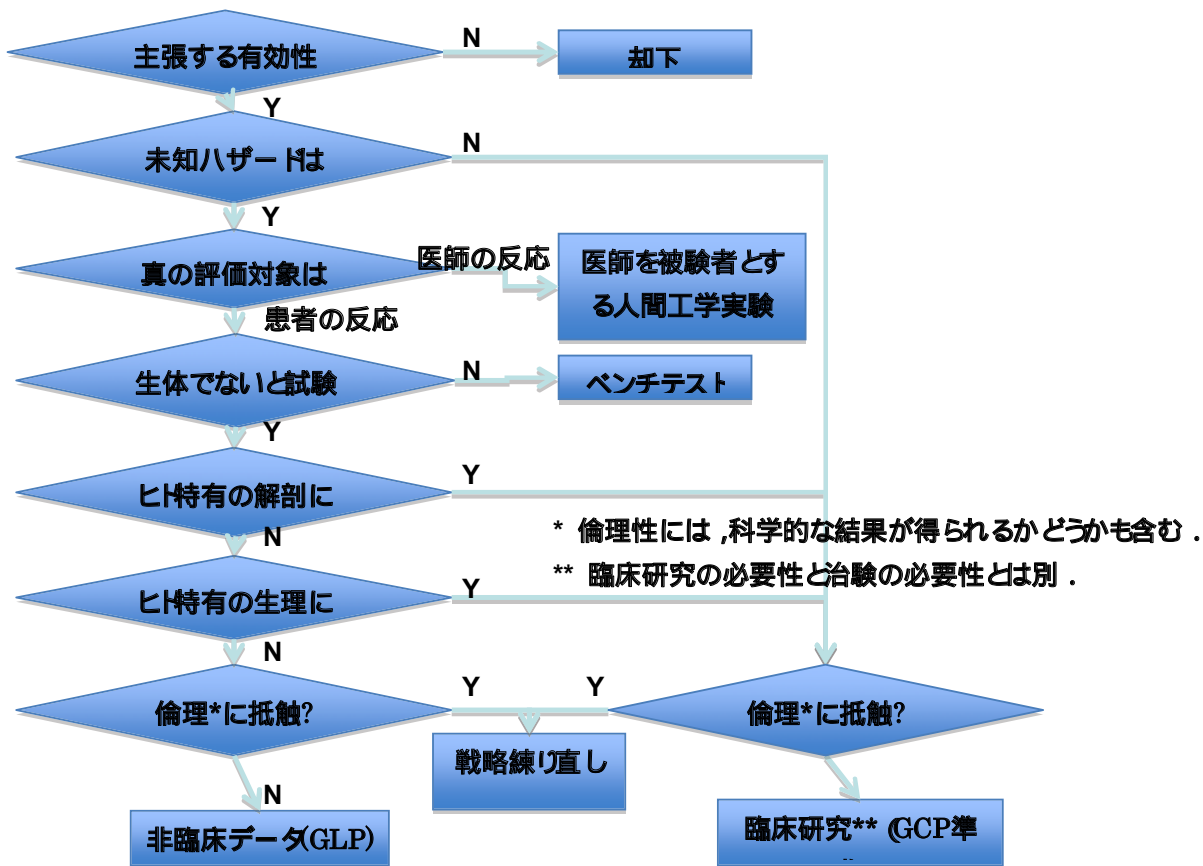 主張する有効性
N
却下
Y
未知ハザードは
N
Y
真の評価対象は
医師の反応
医師を被験者とす
る人間工学実験
患者の反応
生体でないと試験
N
ベンチテスト
Y
ヒト特有の解剖に
Y
N
* 倫理性には,科学的な結果が得られるかどうかも含む.
** 臨床研究の必要性と治験の必要性とは別.
ヒト特有の生理に
Y
N
倫理*に抵触?
Y
Y
倫理*に抵触?
戦略練り直し
N
非臨床データ(GLP)
臨床研究** (GCP準